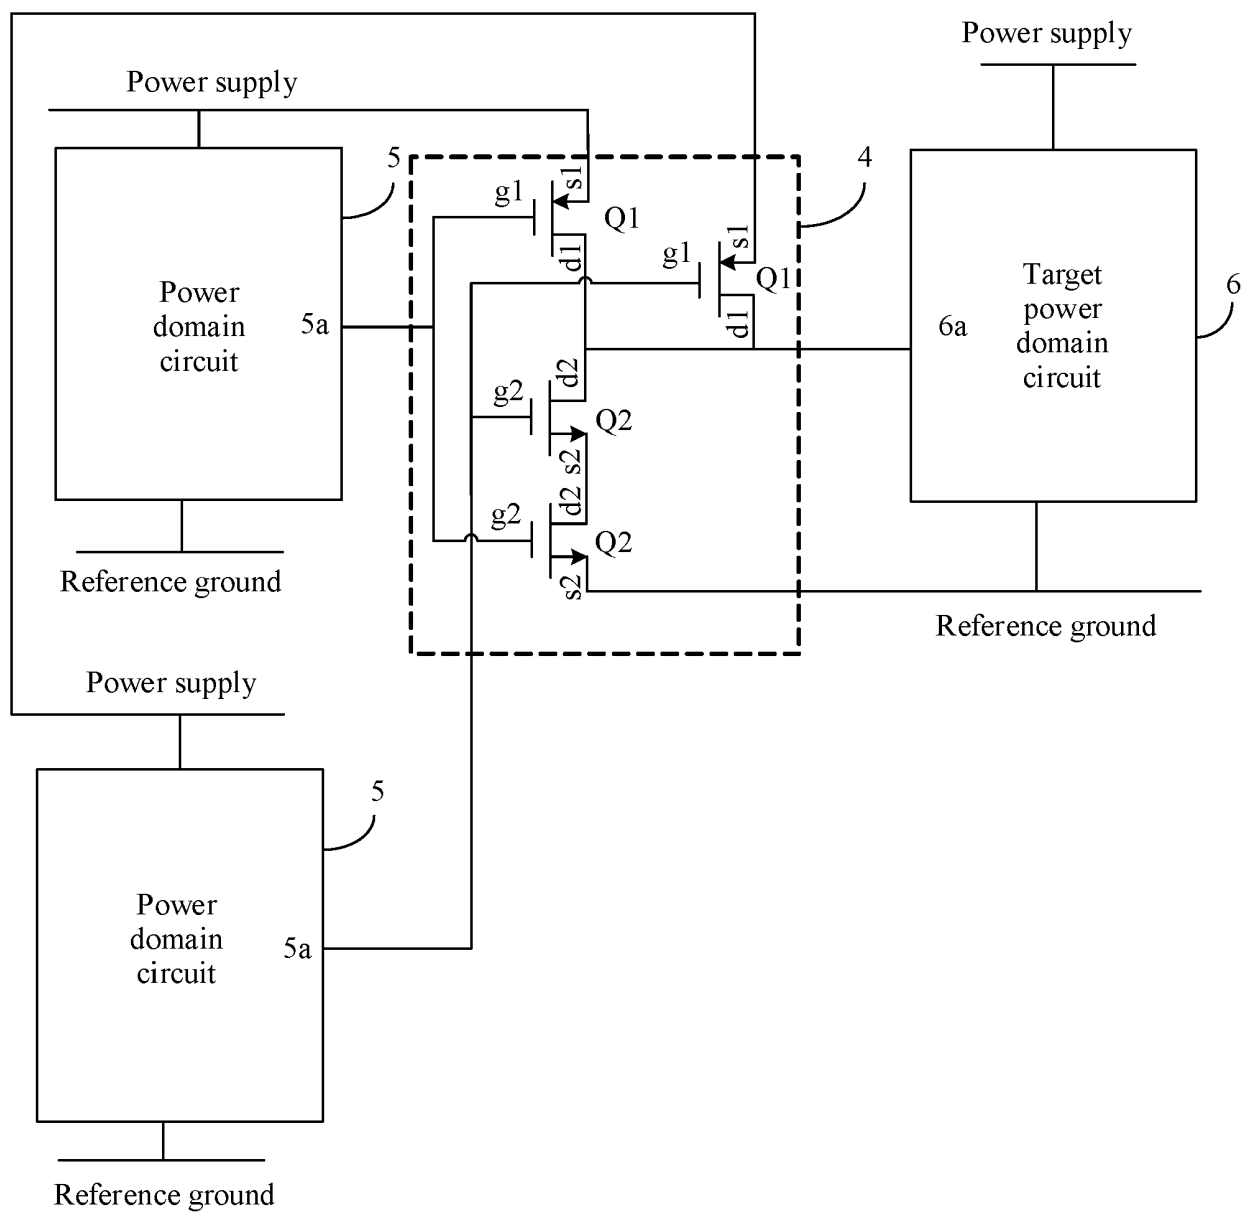 Power supply
Power supply
5
4
s1
g1
Q1
d1
s1
g1
Q1
d1
Power
domain
circuit
5a
Target
power
domain
circuit
6
6a
d2
g2
Q2
s2
d2
g2
Q2
s2
Reference ground
Reference ground
Power supply
5
Power
domain
circuit
5a
Reference ground